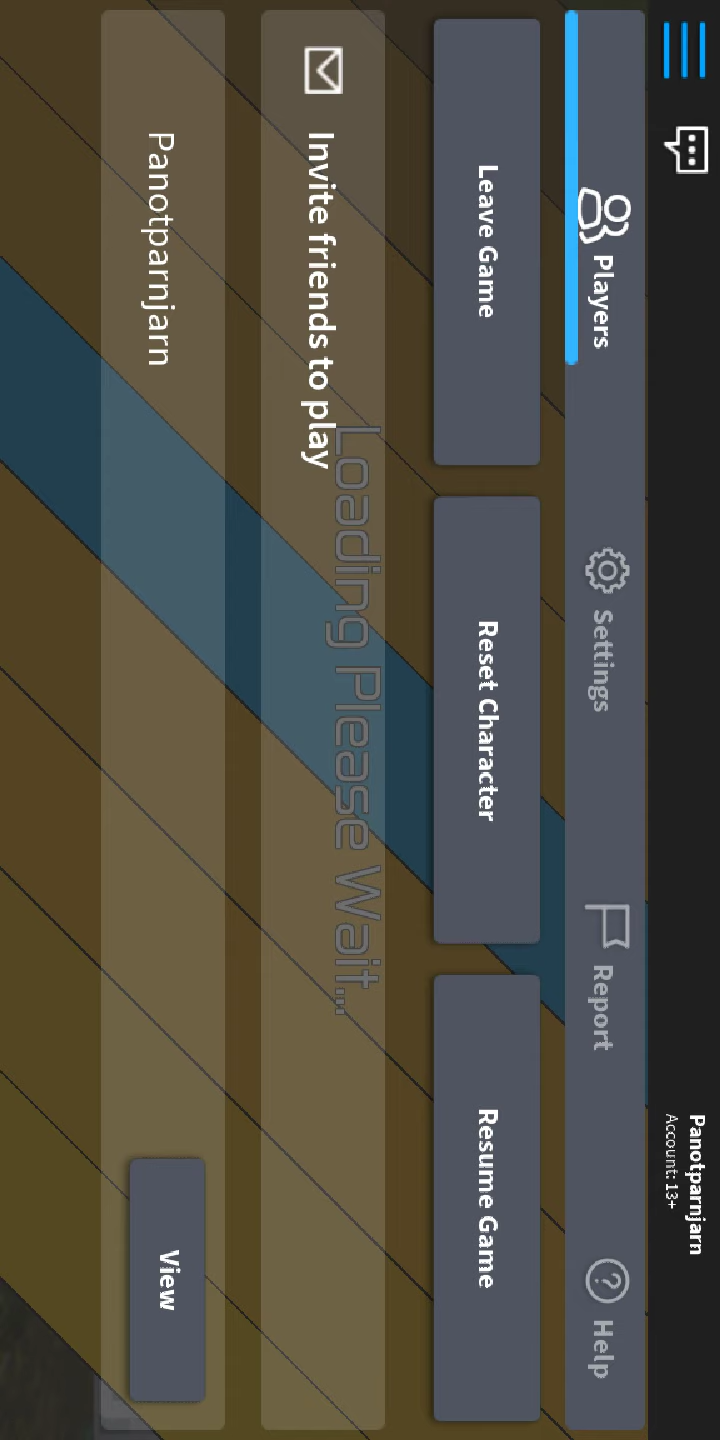 Panotparnjarn
Account: 13+
Players
Settings
Report
Help
Leave Game
Reset Character
Resume Game
Loading Please Wait...
Invite friends to play
Panotparnjarn
View